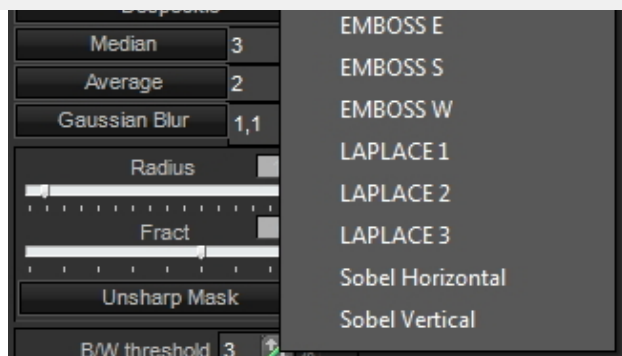 Despeckle
Median 3
Average 2
Gaussian Blur 1,1
Radius
Fract
Unsharp Mask
B/W threshold 3
EMBOSS E
EMBOSS S
EMBOSS W
LAPLACE 1
LAPLACE 2
LAPLACE 3
Sobel Horizontal
Sobel Vertical